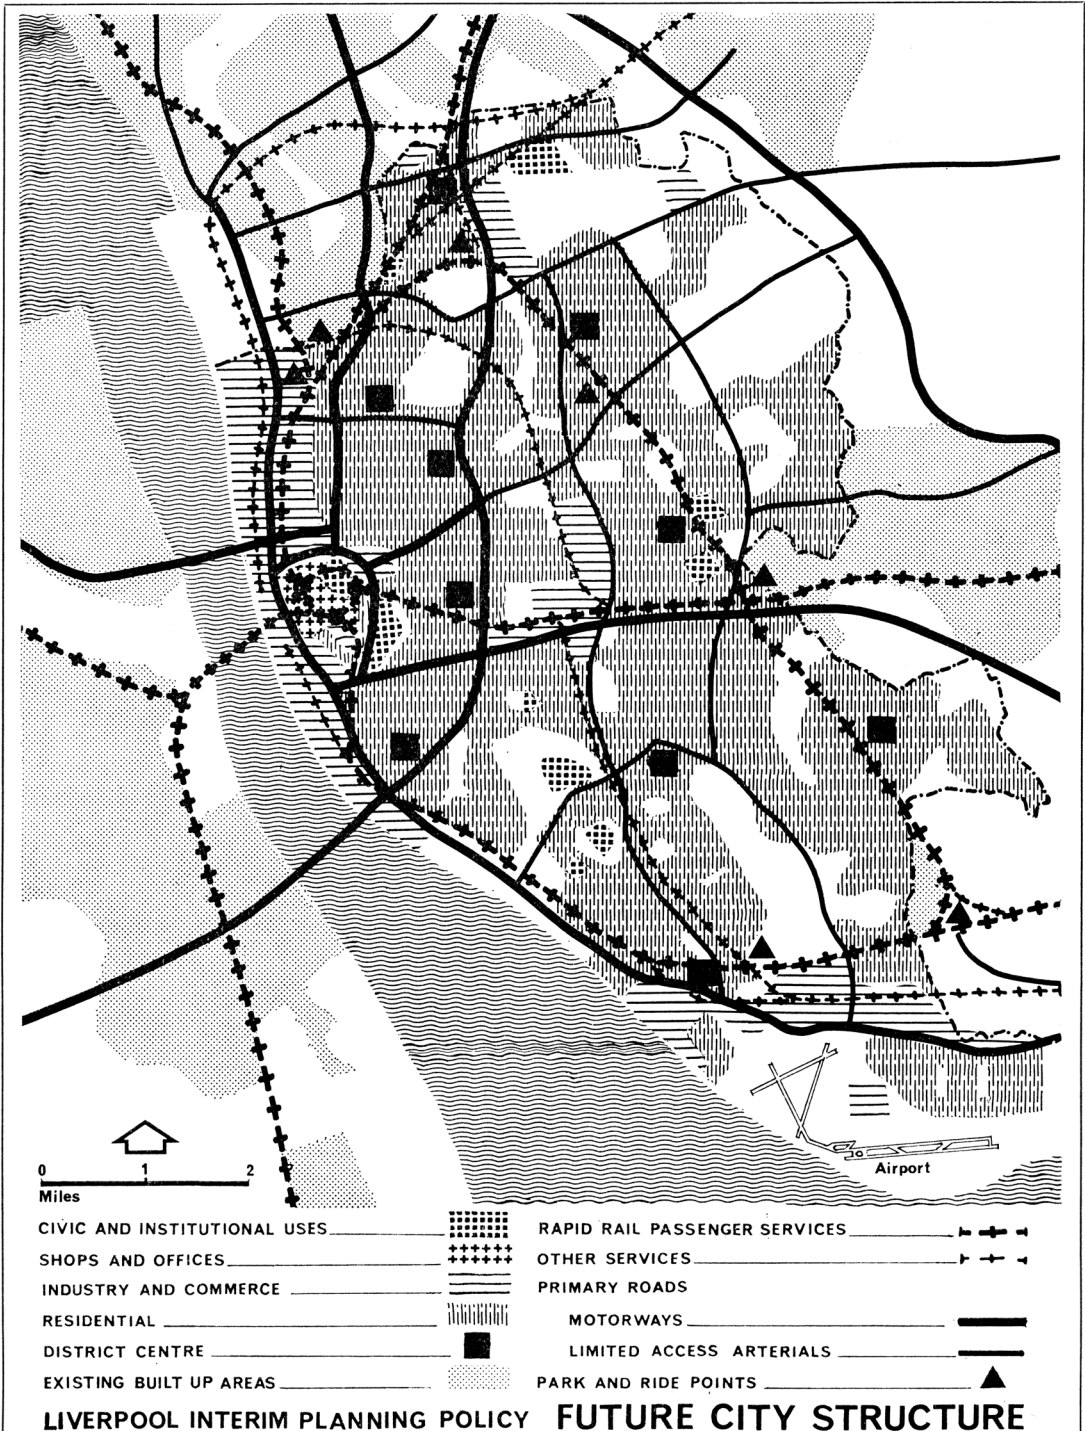 Airport
0 1 2
Miles
CIVIC AND INSTITUTIONAL USES
SHOPS AND OFFICES
INDUSTRY AND COMMERCE
RESIDENTIAL
DISTRICT CENTRE
EXISTING BUILT UP AREAS
RAPID RAIL PASSENGER SERVICES
OTHER SERVICES
PRIMARY ROADS
MOTORWAYS
LIMITED ACCESS ARTERIALS
PARK AND RIDE POINTS
LIVERPOOL INTERIM PLANNING POLICY FUTURE CITY STRUCTURE